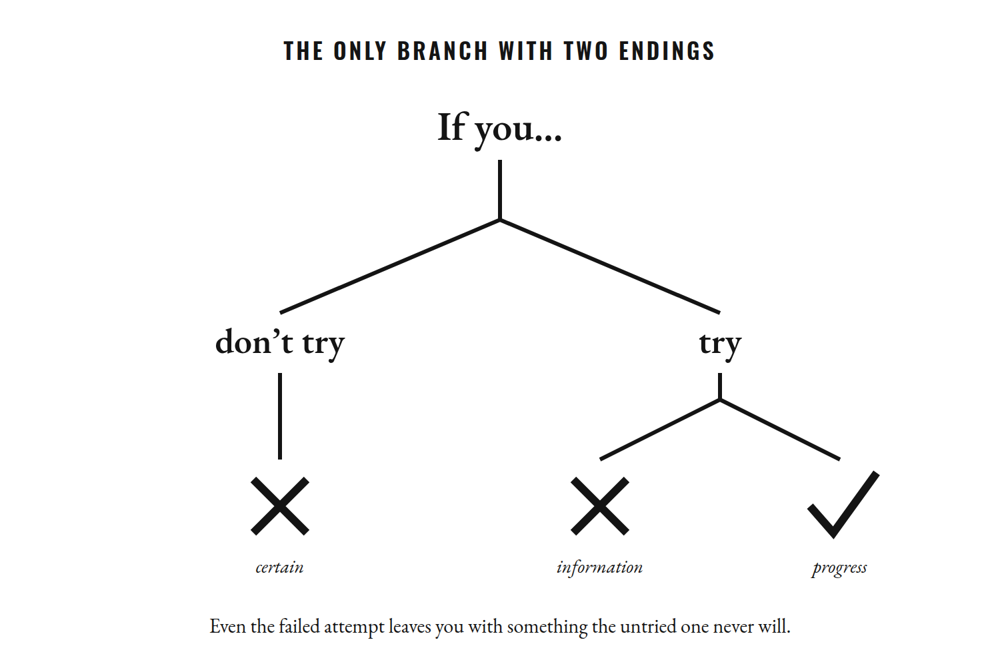 THE ONLY BRANCH WITH TWO ENDINGS
If you...
don’t try
try
certain
information
progress
Even the failed attempt leaves you with something the untried one never will.